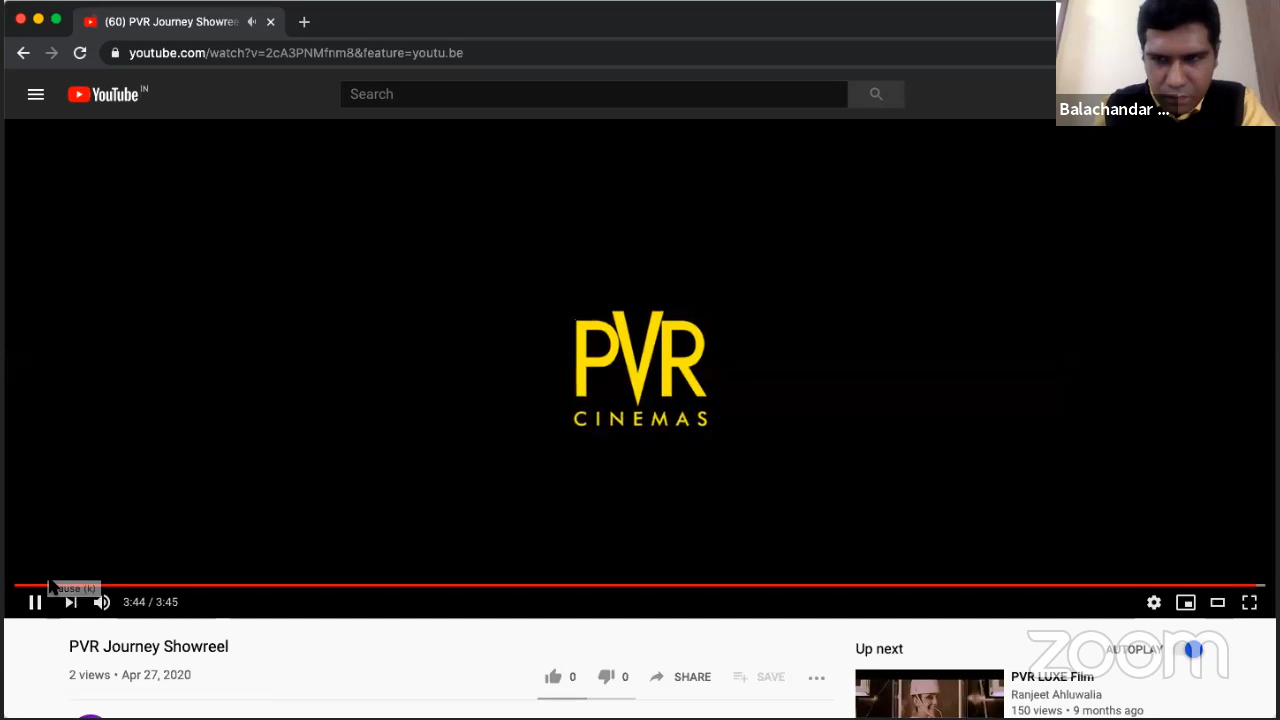 (60) PVR Journey Showree
youtube.com/watch?v=2cA3PNMfnm8&feature=youtu.be
YouTube IN
Search
Balachandar ...
PVR
CINEMAS
ause (k)
3:44 / 3:45
PVR Journey Showreel
2 views • Apr 27, 2020
0
0
SHARE
SAVE
Up next
AUTOPLAY
zoom
PVR LUXE Film
Ranjeet Ahluwalia
150 views • 9 months ago